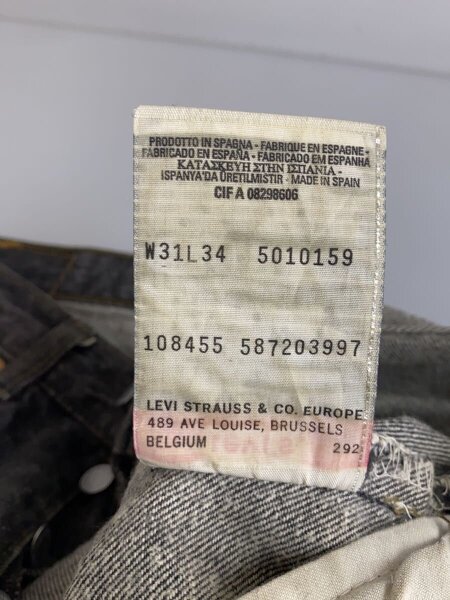 PRODOTTO IN SPAGNA - FABRIQUE EN ESPAGNE -
FABRICADO EN ESPAÑA - FABRICADO EM ESPANHA
ΚΑΤΑΣΚΕΥΗ ΣΤΗΝ ΙΣΠΑΝΙΑ -
ISPANYA'DA ÜRETILMISTIR - MADE IN SPAIN
CIF A 08298606
W31L34 5010159
108455 587203997
LEVI STRAUSS & CO. EUROPE
489 AVE LOUISE, BRUSSELS
BELGIUM 292